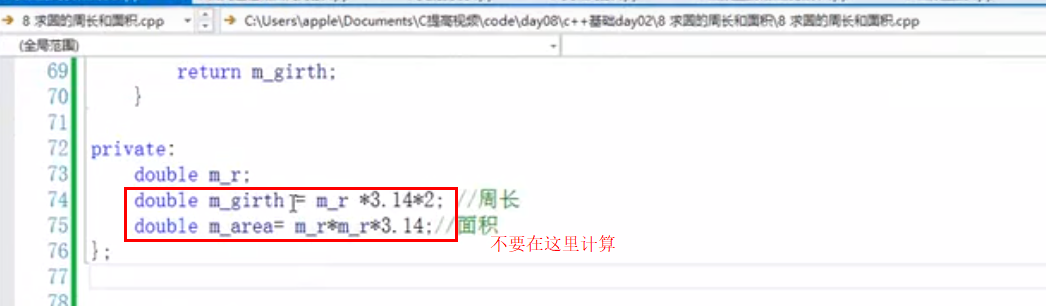 8 求圆的周长和面积.cpp
C:\Users\apple\Documents\C提高视频\code\day08\c++基础day02\8 求圆的周长和面积\8 求圆的周长和面积.cpp
(全局范围)
69 return m_girth;
70 }
71
72 private:
73 double m_r;
74 double m_girth = m_r *3.14*2; //周长
75 double m_area= m_r*m_r*3.14;//面积
不要在这里计算
76 };
77
78